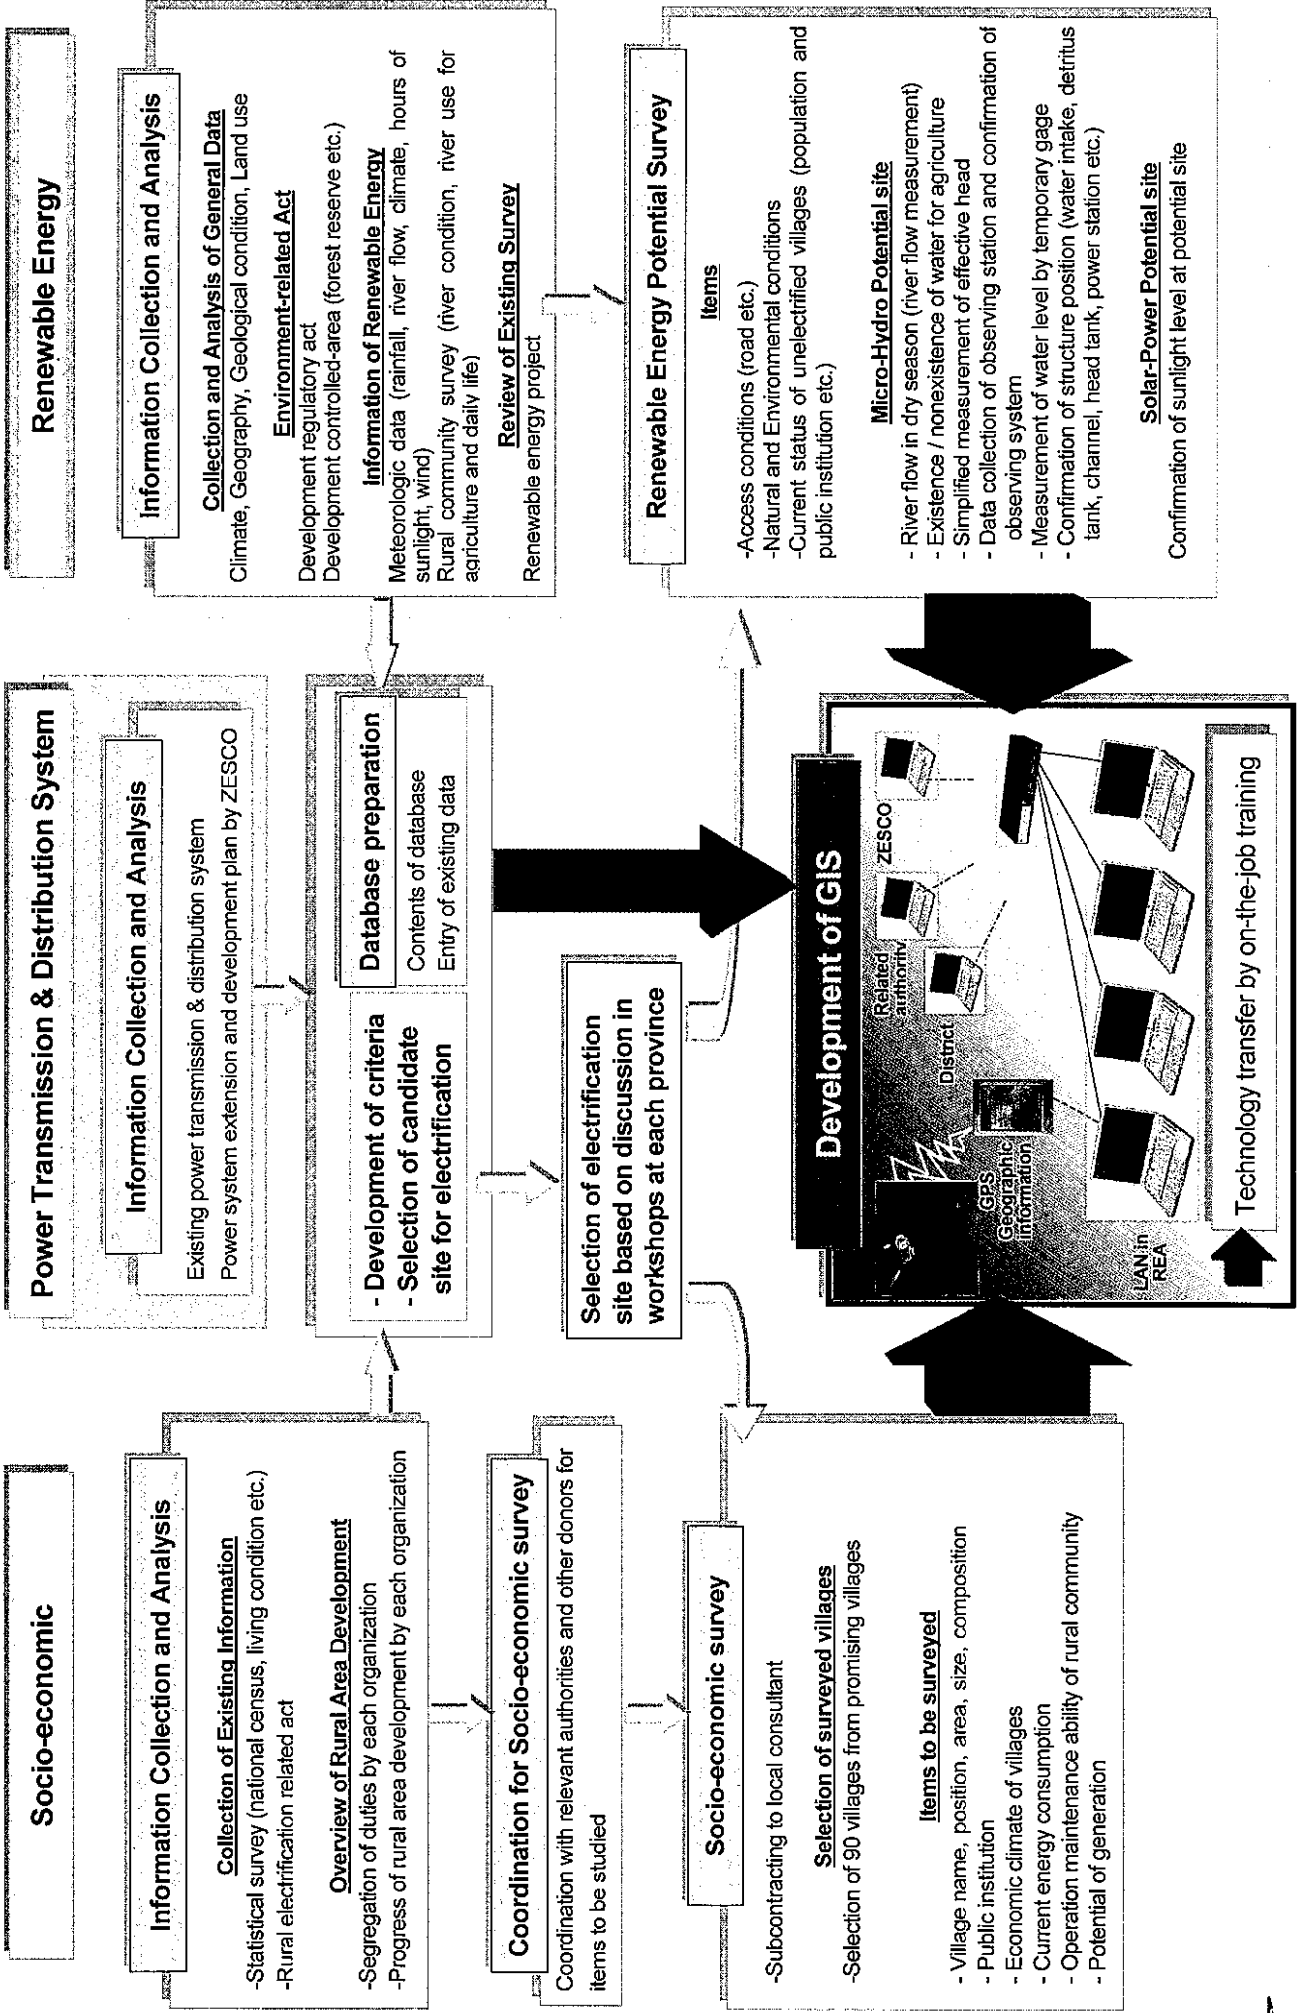 Socio-economic
Information Collection and Analysis
Collection of Existing Information
-Statistical survey (national census, living condition etc.)
-Rural electrification related act
Overview of Rural Area Development
-Segregation of duties by each organization
-Progress of rural area development by each organization
Coordination for Socio-economic survey
Coordination with relevant authorities and other donors for
items to be studied
Socio-economic survey
-Subcontracting to local consultant
Selection of surveyed villages
-Selection of 90 villages from promising villages
Items to be surveyed
- Village name, position, area, size, composition
- Public institution
- Economic climate of villages
- Current energy consumption
- Operation maintenance ability of rural community
- Potential of generation
Power Transmission & Distribution System
Information Collection and Analysis
Existing power transmission & distribution system
Power system extension and development plan by ZESCO
- Development of criteria
- Selection of candidate
site for electrification
Database preparation
Contents of database
Entry of existing data
Selection of electrification
site based on discussion in
workshops at each province
Development of GIS
GPS
Geographic
information
District
Related
authority
ZESCO
LAN in
REA
Technology transfer by on-the-job training
Renewable Energy
Information Collection and Analysis
Collection and Analysis of General Data
Climate, Geography, Geological condition, Land use
Environment-related Act
Development regulatory act
Development controlled-area (forest reserve etc.)
Information of Renewable Energy
Meteorologic data (rainfall, river flow, climate, hours of
sunlight, wind)
Rural community survey (river condition, river use for
agriculture and daily life)
Review of Existing Survey
Renewable energy project
Renewable Energy Potential Survey
Items
-Access conditions (road etc.)
-Natural and Environmental conditions
-Current status of unelectrified villages (population and
public institution etc.)
Micro-Hydro Potential site
- River flow in dry season (river flow measurement)
- Existence / nonexistence of water for agriculture
- Simplified measurement of effective head
- Data collection of observing station and confirmation of
observing system
- Measurement of water level by temporary gage
- Confirmation of structure position (water intake, detritus
tank, channel, head tank, power station etc.)
Solar-Power Potential site
Confirmation of sunlight level at potential site